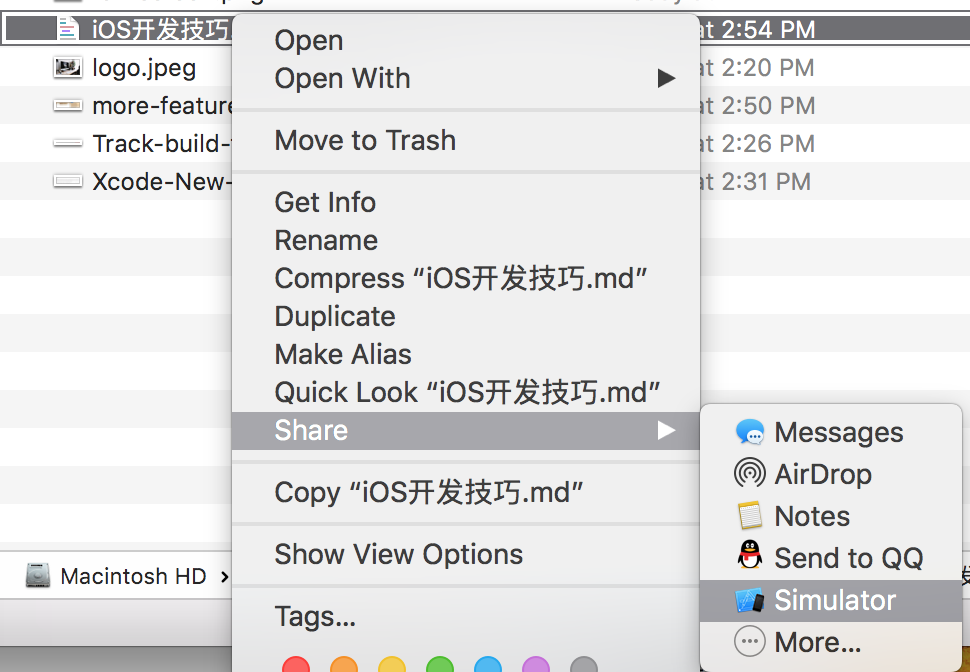 iOS开发技巧
at 2:54 PM
logo.jpeg
at 2:20 PM
more-feature
at 2:50 PM
Track-build-
at 2:26 PM
Xcode-New-
at 2:31 PM
Open
Open With
Move to Trash
Get Info
Rename
Compress “iOS开发技巧.md”
Duplicate
Make Alias
Quick Look “iOS开发技巧.md”
Share
Copy “iOS开发技巧.md”
Show View Options
Tags...
Messages
AirDrop
Notes
Send to QQ
Simulator
More...
Macintosh HD ›